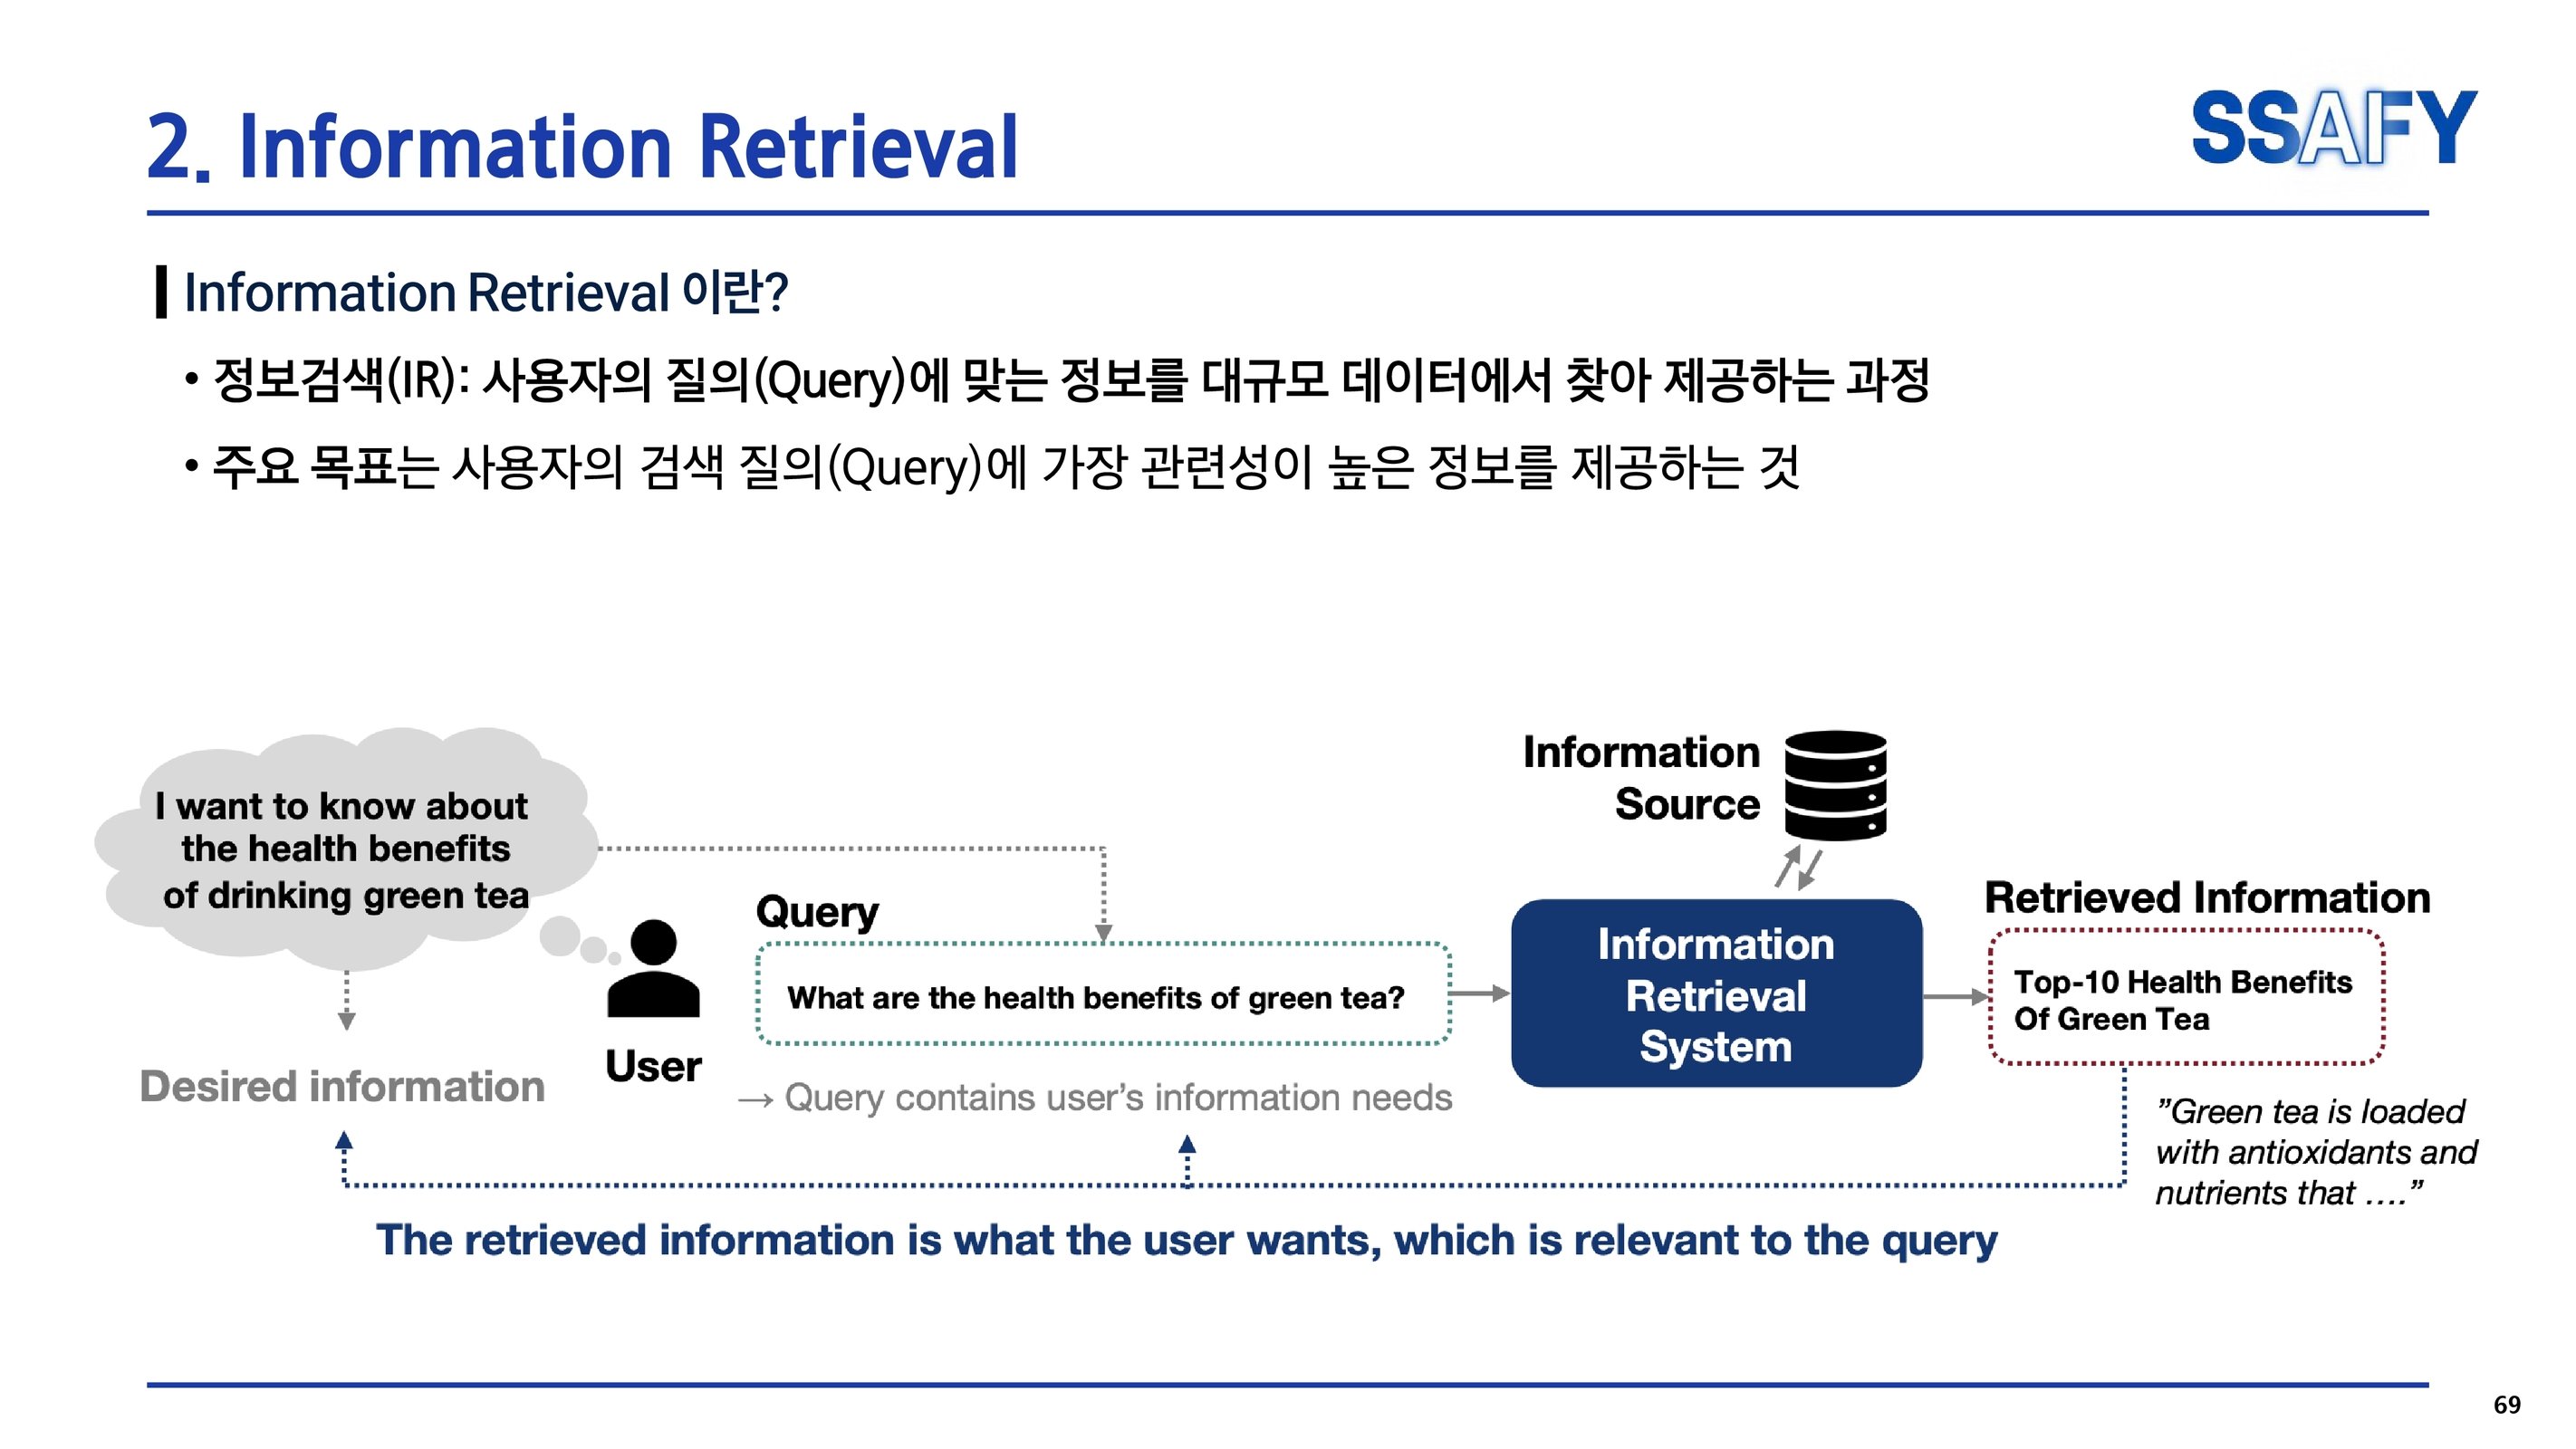 2. Information Retrieval
SSAFY
Information Retrieval 이란?
• 정보검색(IR): 사용자의 질의(Query)에 맞는 정보를 대규모 데이터에서 찾아 제공하는 과정
• 주요 목표는 사용자의 검색 질의(Query)에 가장 관련성이 높은 정보를 제공하는 것
I want to know about
the health benefits
of drinking green tea
Desired information
User
Query
What are the health benefits of green tea?
→ Query contains user’s information needs
Information
Source
Information
Retrieval
System
Retrieved Information
Top-10 Health Benefits
Of Green Tea
”Green tea is loaded
with antioxidants and
nutrients that ....”
The retrieved information is what the user wants, which is relevant to the query
69